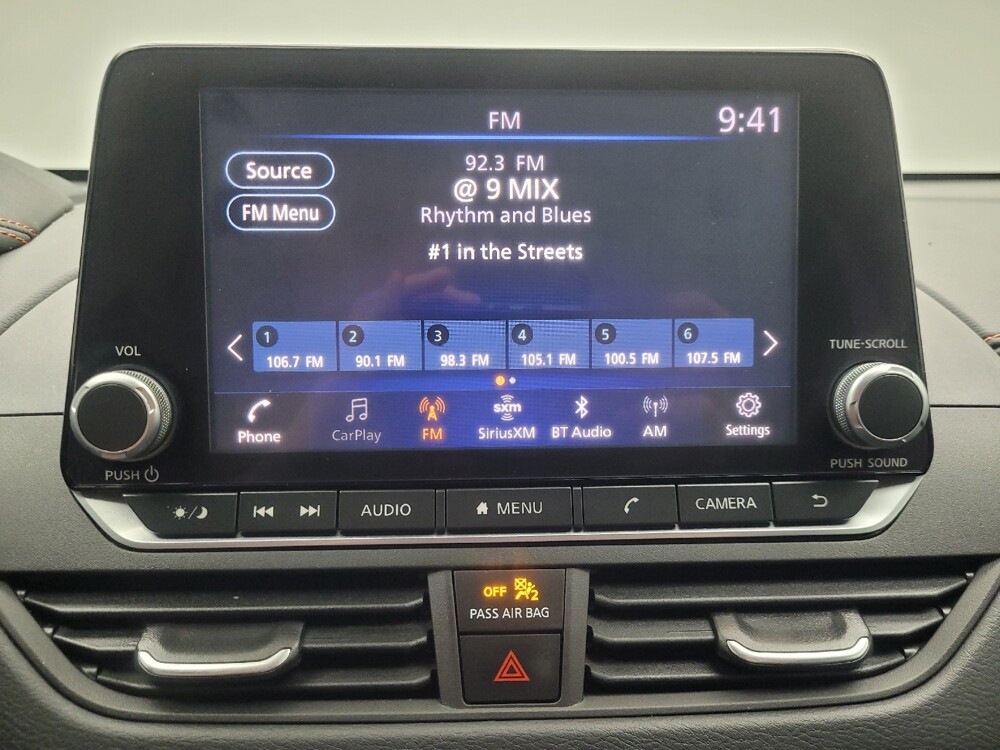 FM
9:41
Source
FM Menu
92.3 FM
@ 9 MIX
Rhythm and Blues
#1 in the Streets
1 2 3 4 5 6
106.7 FM 90.1 FM 98.3 FM 105.1 FM 100.5 FM 107.5 FM
sxm
Phone CarPlay FM SiriusXM BT Audio AM Settings
VOL
PUSH
TUNE·SCROLL
PUSH SOUND
AUDIO MENU CAMERA
OFF 2
PASS AIR BAG